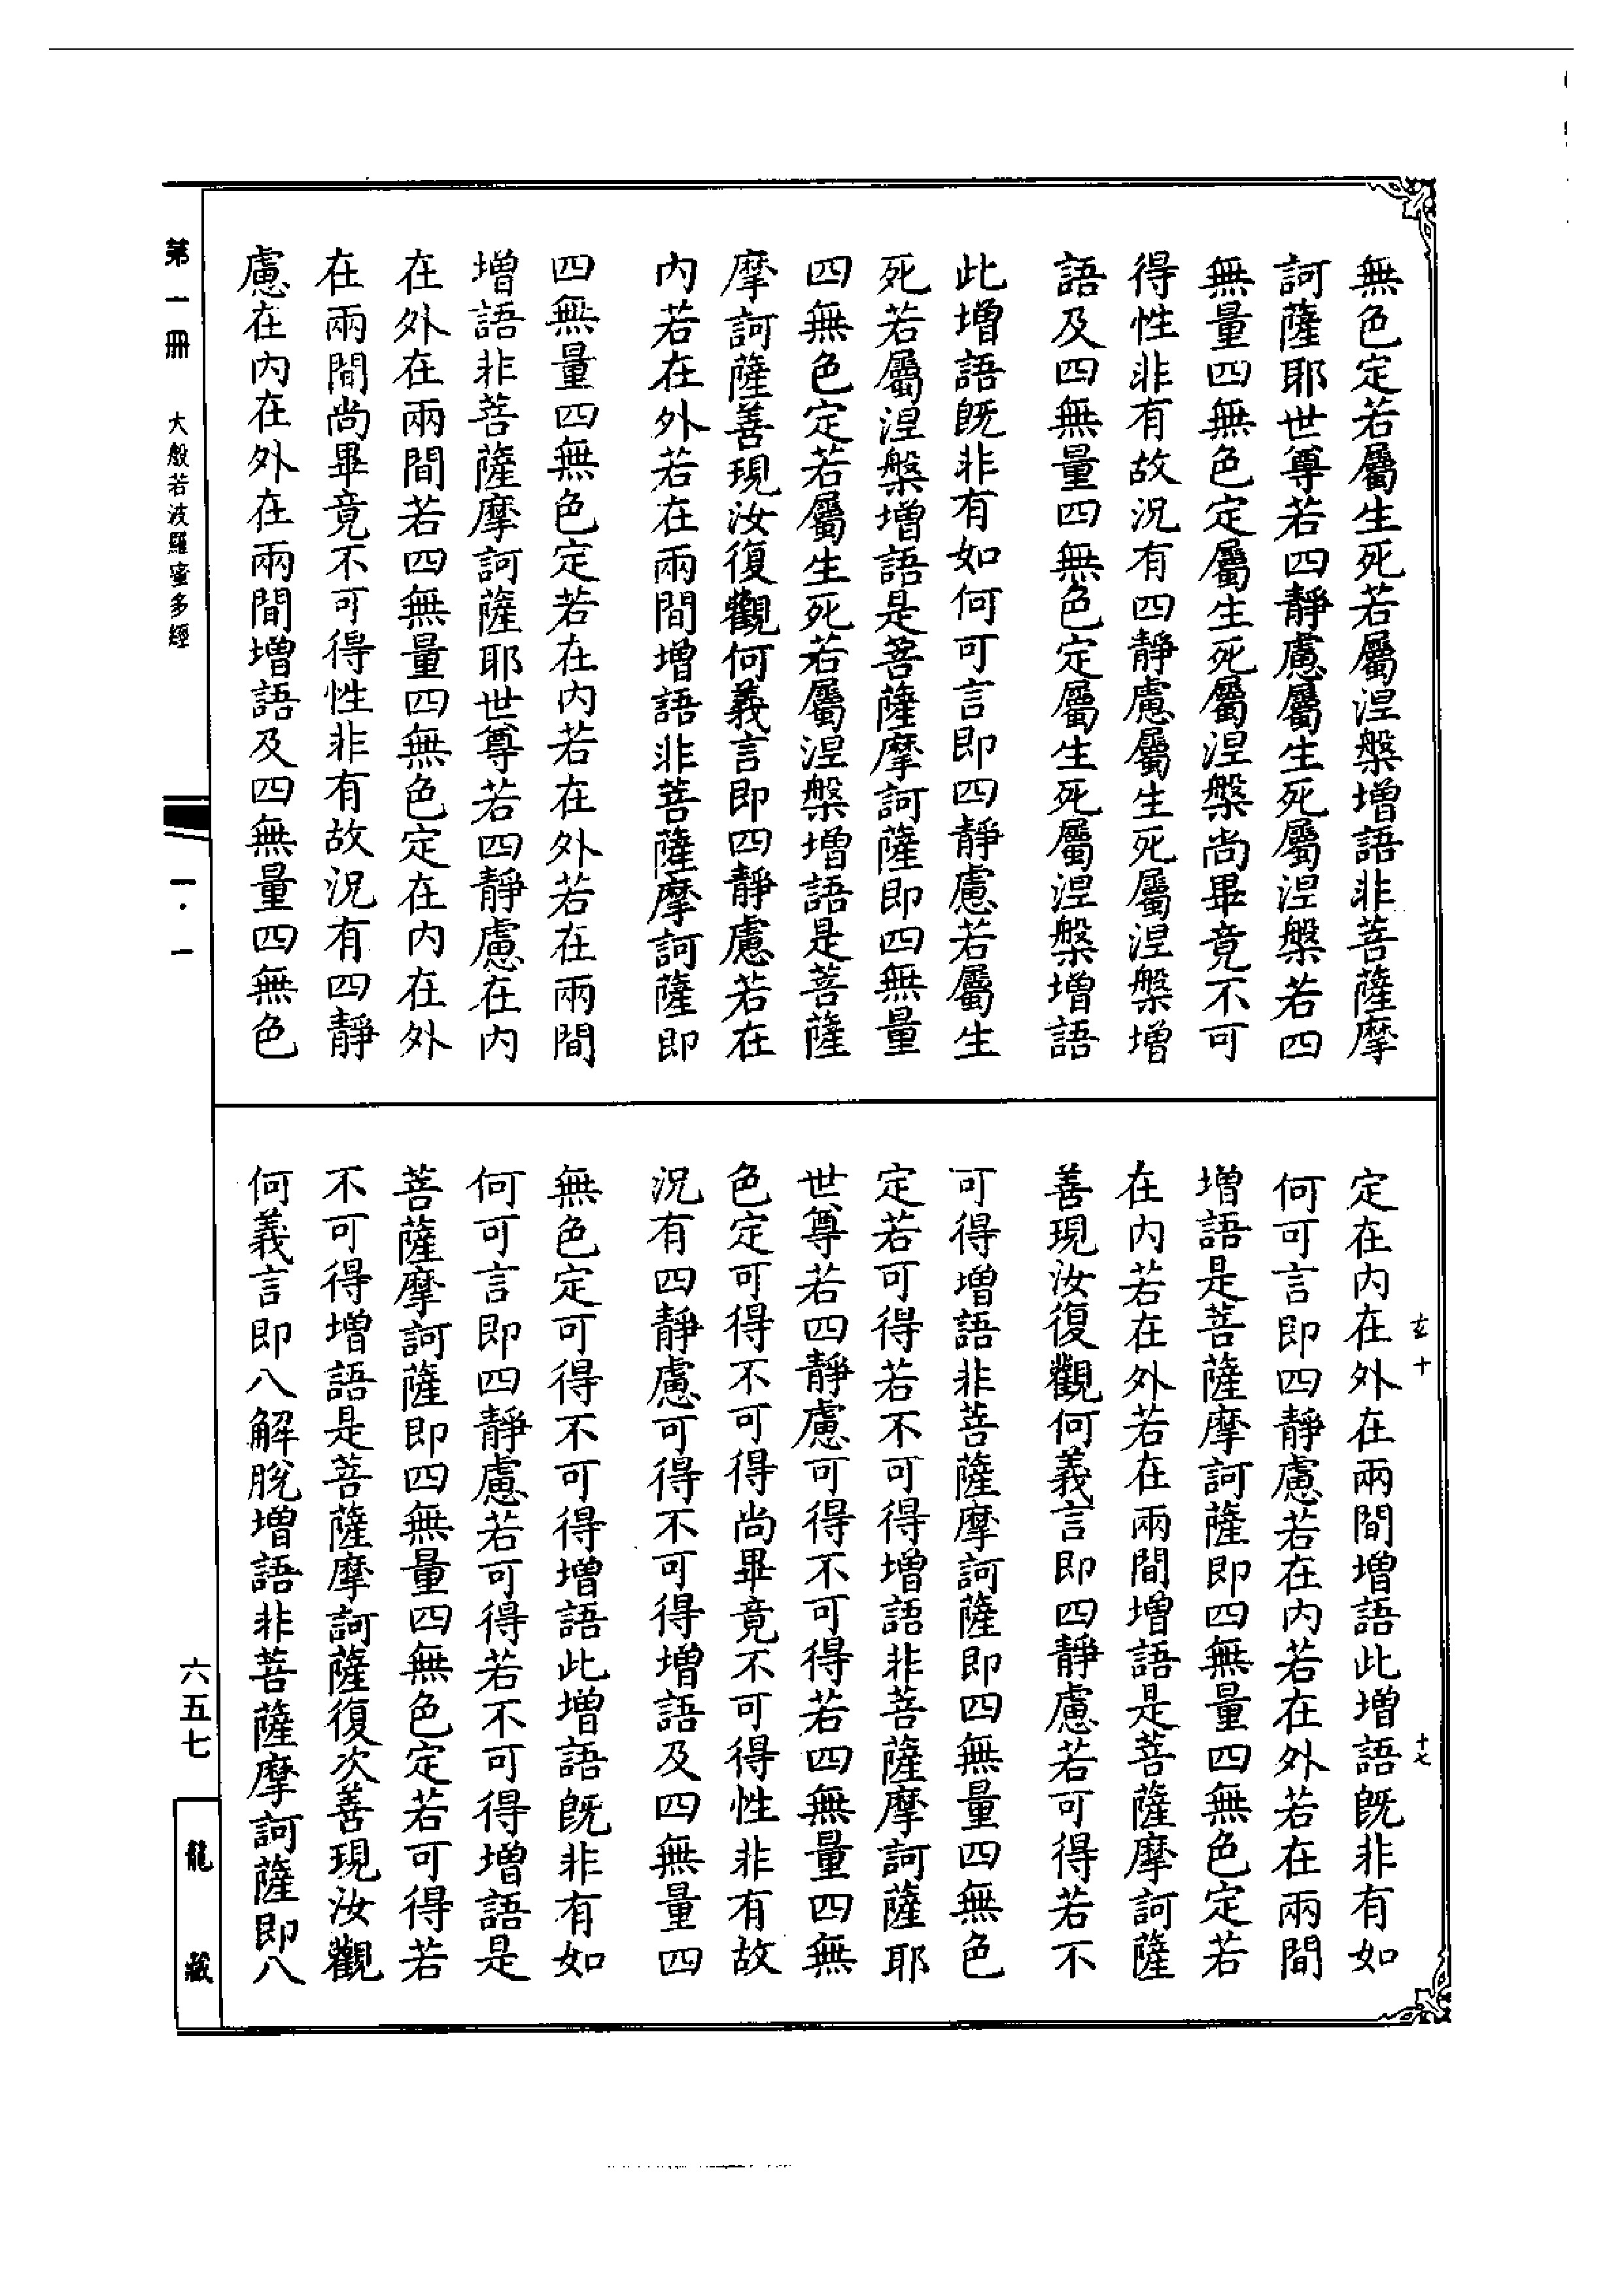 無色定若屬生死若屬涅槃增語非菩薩摩
訶薩耶世尊若四靜慮屬生死屬涅槃若四
無量四無色定屬生死屬涅槃尚畢竟不可
得性非有故況有四靜慮屬生死屬涅槃增
語及四無量四無色定屬生死屬涅槃增語
此增語旣非有如何可言即四靜慮若屬生
死若屬涅槃增語是菩薩摩訶薩即四無量
四無色定若屬生死若屬涅槃增語是菩薩
摩訶薩善現汝復觀何義言即四靜慮若在
內若在外若在兩間增語非菩薩摩訶薩即
四無量四無色定若在內若在外若在兩間
增語非菩薩摩訶薩耶世尊若四靜慮在內
在外在兩間若四無量四無色定在內在外
在兩間尚畢竟不可得性非有故況有四靜
慮在內在外在兩間增語及四無量四無色
定在內在外在兩間增語此增語旣非有如
何可言即四靜慮若在內若在外若在兩間
增語是菩薩摩訶薩即四無量四無色定若
在內若在外若在兩間增語是菩薩摩訶薩
善現汝復觀何義言即四靜慮若可得若不
可得增語非菩薩摩訶薩即四無量四無色
定若可得若不可得增語非菩薩摩訶薩耶
世尊若四靜慮可得不可得若四無量四無
色定可得不可得尚畢竟不可得性非有故
況有四靜慮可得不可得增語及四無量四
無色定可得不可得增語此增語旣非有如
何可言即四靜慮若可得若不可得增語是
菩薩摩訶薩即四無量四無色定若可得若
不可得增語是菩薩摩訶薩復次善現汝觀
何義言即八解脫增語非菩薩摩訶薩即八
玄十
十七
第一冊
大般若波羅蜜多經
一·一
六五七
龍藏